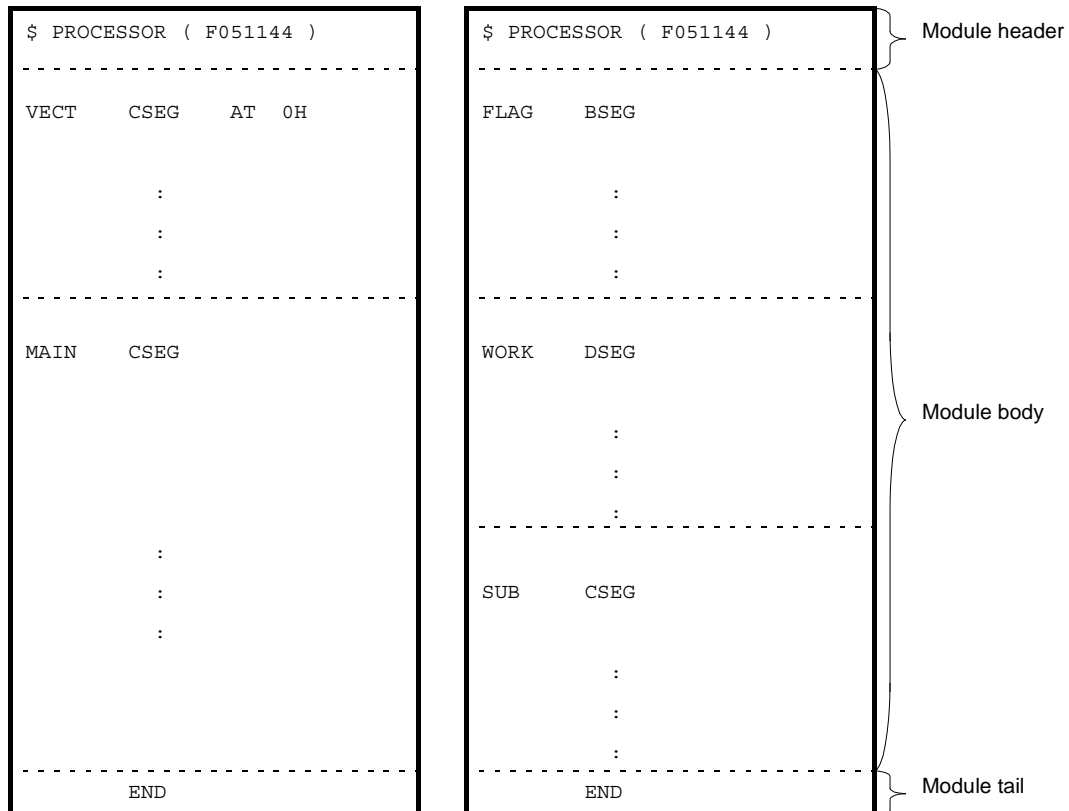 $ PROCESSOR ( F051144 )
VECT CSEG AT 0H
:
:
:
MAIN CSEG
:
:
:
END
$ PROCESSOR ( F051144 )
FLAG BSEG
:
:
:
WORK DSEG
:
:
:
SUB CSEG
:
:
:
END
Module header
Module body
Module tail